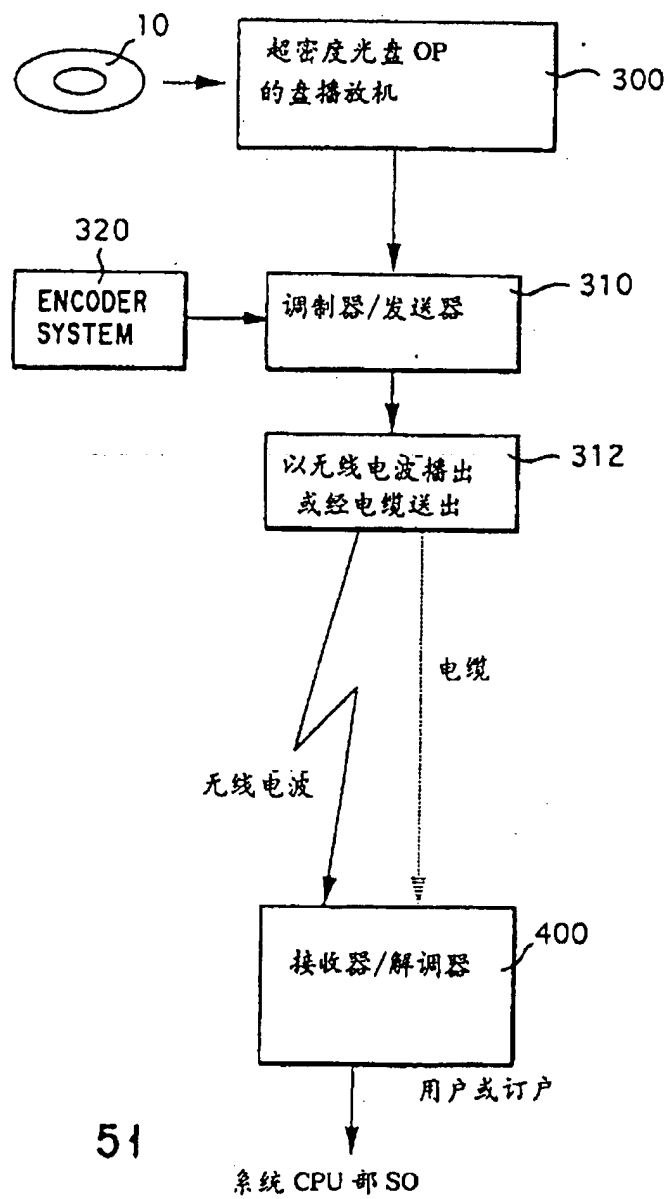 10
超密度光盘 OP
的盘播放机
300
320
ENCODER
SYSTEM
调制器/发送器
310
以无线电波播出
或经电缆送出
312
电缆
无线电波
接收器/解调器
400
用户或订户
51
系统 CPU 部 SO